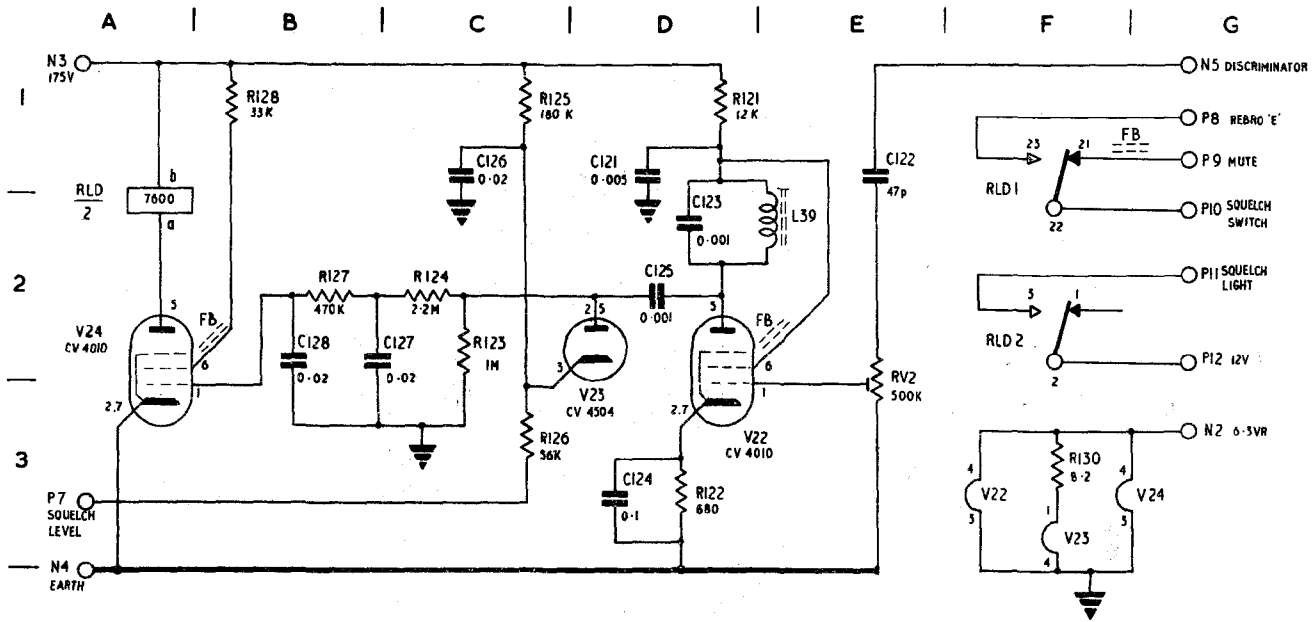 A B C D E F G
1
2
3
N3
175V
R128
33K
R125
180 K
R121
12 K
C126
0.02
C121
0.005
C122
47p
C123
0.001
L39
RLD
2
b
7600
a
N5 DISCRIMINATOR
P8 REBRO 'E'
FB
P9 MUTE
23
21
RLD 1
22
P10 SQUELCH
SWITCH
R127
470K
R124
2.2M
C125
0.001
P11 SQUELCH
LIGHT
3
1
RLD 2
2
P12 12V
V24
CV 4010
5
FB
6
1
2.7
C128
0.02
C127
0.02
R123
1M
2.5
3
V23
CV 4504
5
FB
6
1
2.7
V22
CV 4010
RV2
500K
R126
56K
C124
0.1
R122
680
P7
SQUELCH
LEVEL
N4
EARTH
N2 6.3VR
4
V22
3
R130
8.2
1
V23
4
4
V24
3